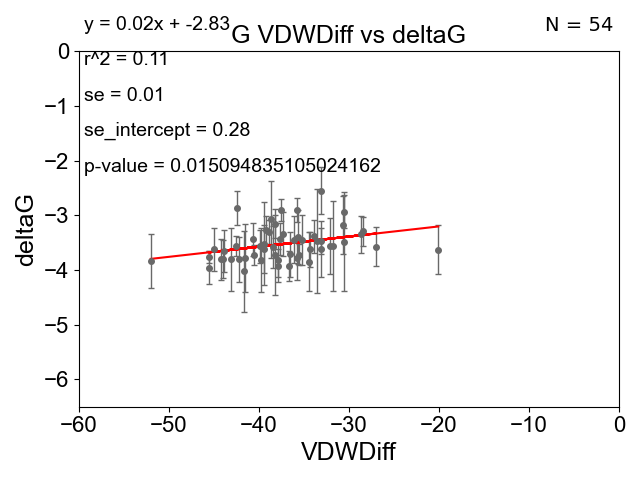 y = 0.02x + -2.83
N = 54
G VDWDiff vs deltaG
r^2 = 0.11
se = 0.01
se_intercept = 0.28
p-value = 0.015094835105024162
deltaG
0
−1
−2
−3
−4
−5
−6
−60 −50 −40 −30 −20 −10 0
VDWDiff